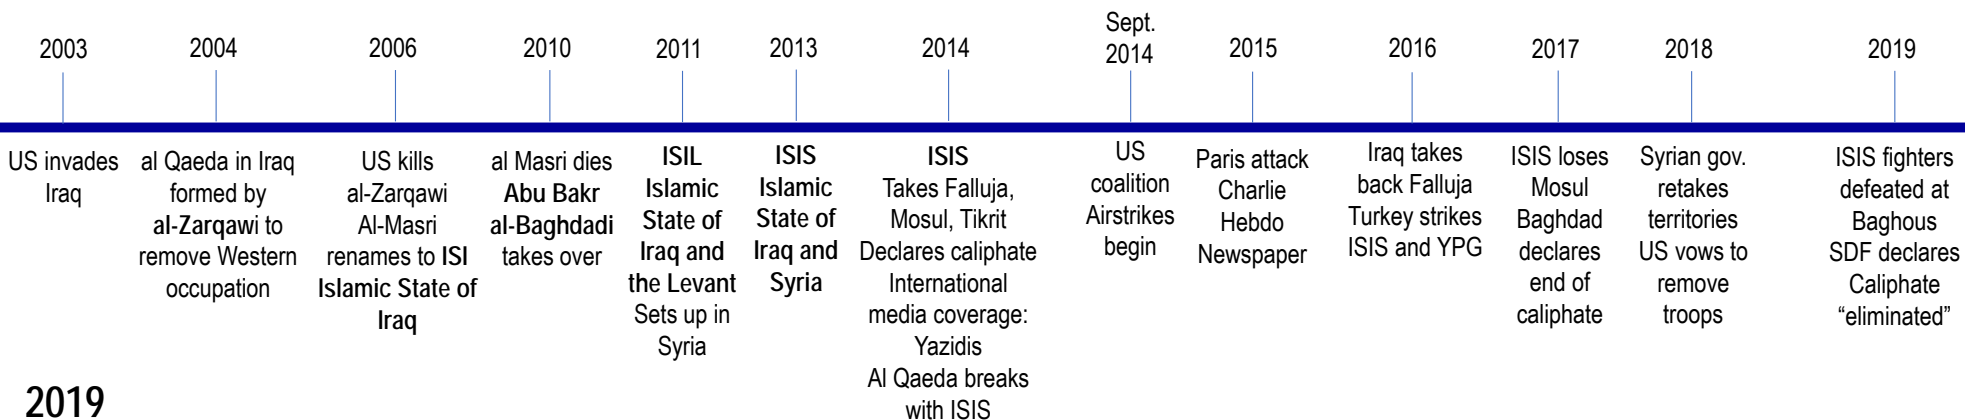 2003
US invades
Iraq
2004
al Qaeda in Iraq
formed by
al-Zarqawi to
remove Western
occupation
2006
US kills
al-Zarqawi
Al-Masri
renames to ISI
Islamic State of
Iraq
2010
al Masri dies
Abu Bakr
al-Baghdadi
takes over
2011
ISIL
Islamic
State of
Iraq and
the Levant
Sets up in
Syria
2013
ISIS
Islamic
State of
Iraq and
Syria
2014
ISIS
Takes Falluja,
Mosul, Tikrit
Declares caliphate
International
media coverage:
Yazidis
Al Qaeda breaks
with ISIS
Sept.
2014
US
coalition
Airstrikes
begin
2015
Paris attack
Charlie
Hebdo
Newspaper
2016
Iraq takes
back Falluja
Turkey strikes
ISIS and YPG
2017
ISIS loses
Mosul
Baghdad
declares
end of
caliphate
2018
Syrian gov.
retakes
territories
US vows to
remove
troops
2019
ISIS fighters
defeated at
Baghous
SDF declares
Caliphate
“eliminated”
2019